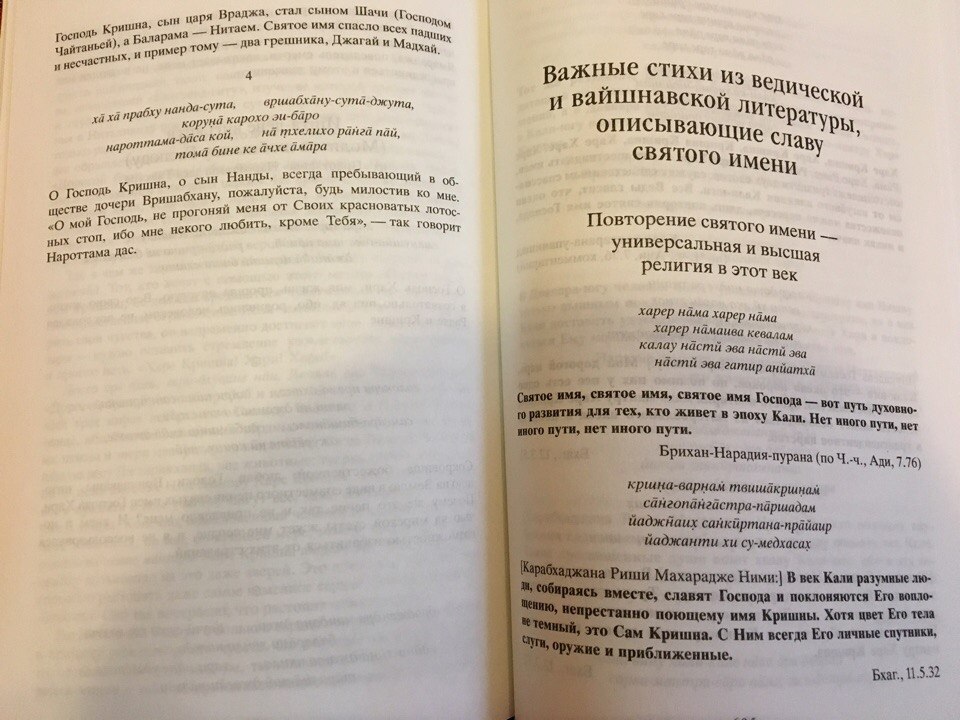 Господь Кришна, сын царя Враджа, стал сыном Шачи (Господом
Чайтаньей), а Баларама — Нитаем. Святое имя спасло всех падших
и несчастных, и пример тому — два грешника, Джагай и Мадхай.
4
ха̄ ха̄ прабху нанда-сута, вршабха̄ну-сута̄-джута,
корун̣а̄ карохо эи-ба̄ро
нароттама-да̄са кой, на̄ тхелихо ра̄н̇га̄ па̄й,
тома̄ бине ке а̄чхе а̄ма̄ра
О Господь Кришна, о сын Нанды, всегда пребывающий в об-
ществе дочери Вришабхану, пожалуйста, будь милостив ко мне.
«О мой Господь, не прогоняй меня от Своих красноватых лотос-
ных стоп, ибо мне некого любить, кроме Тебя», — так говорит
Нароттама дас.
Важные стихи из ведической
и вайшнавской литературы,
описывающие славу
святого имени
Повторение святого имени —
универсальная и высшая
религия в этот век
харер на̄ма харер на̄ма
харер на̄маива кевалам
калау на̄стй эва на̄стй эва
на̄стй эва гатир анйатха̄
Святое имя, святое имя, святое имя Господа — вот путь духовно-
го развития для тех, кто живет в эпоху Кали. Нет иного пути, нет
иного пути, нет иного пути.
Брихан-Нарадия-пурана (по Ч.-ч., Ади, 7.76)
кр̣шн̣а-варн̣ам̇ твиша̄кр̣шн̣ам̇
са̄н̇гопа̄н̇га̄стра-па̄ршадам
йаджн̃аих̣ сан̇кӣртана-пра̄йаир
йаджанти хи су-медхасах̣
[Карабхаджана Риши Махарадже Ними:] В век Кали разумные лю-
ди, собираясь вместе, славят Господа и поклоняются Его вопло-
щению, непрестанно поющему имя Кришны. Хотя цвет Его тела
не темный, это Сам Кришна. С Ним всегда Его личные спутники,
слуги, оружие и приближенные.
Бхаг., 11.5.32